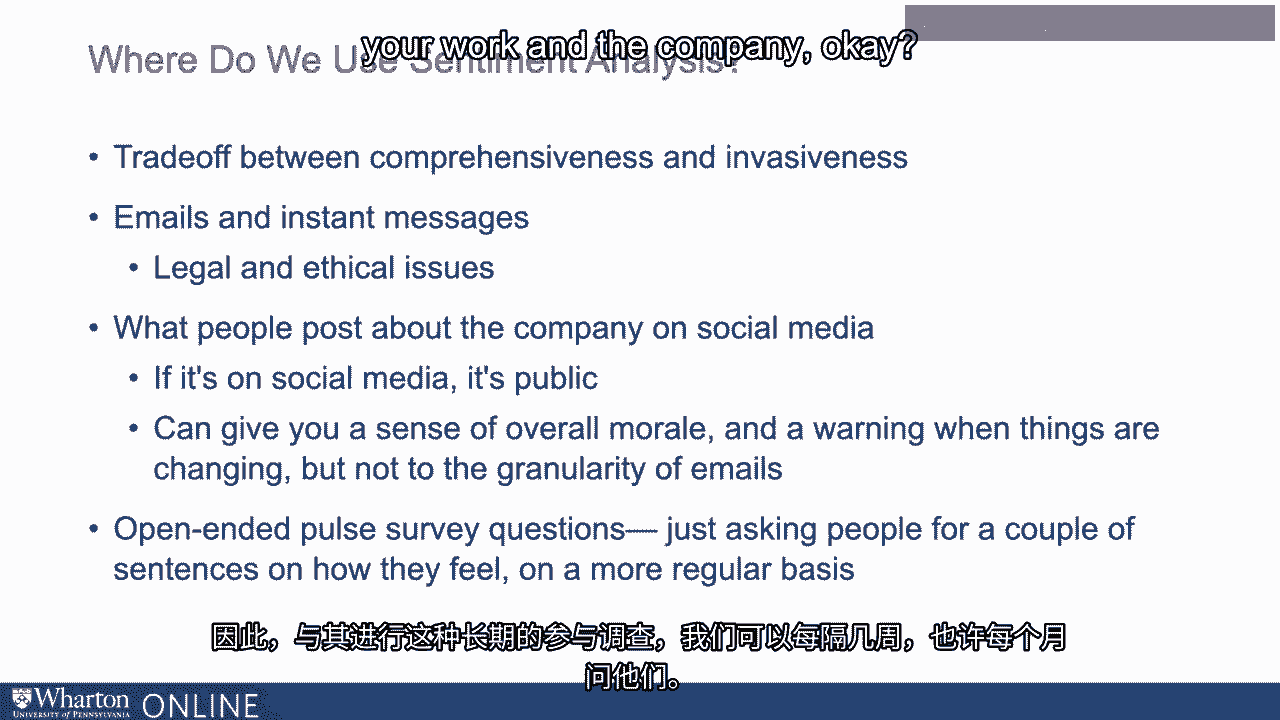 your work and the company, okay?
Where Do We Use Sentiment Analysis?
• Tradeoff between comprehensiveness and invasiveness
• Emails and instant messages
• Legal and ethical issues
• What people post about the company on social media
• If it's on social media, it's public
• Can give you a sense of overall morale, and a warning when things are
changing, but not to the granularity of emails
• Open-ended pulse survey questions— just asking people for a couple of
sentences on how they feel, on a more regular basis
因此，与其进行这种长期的参与调查，我们可以每隔几周，也许每个月
问他们。
Wharton ONLINE
UNIVERSITY of PENNSYLVANIA